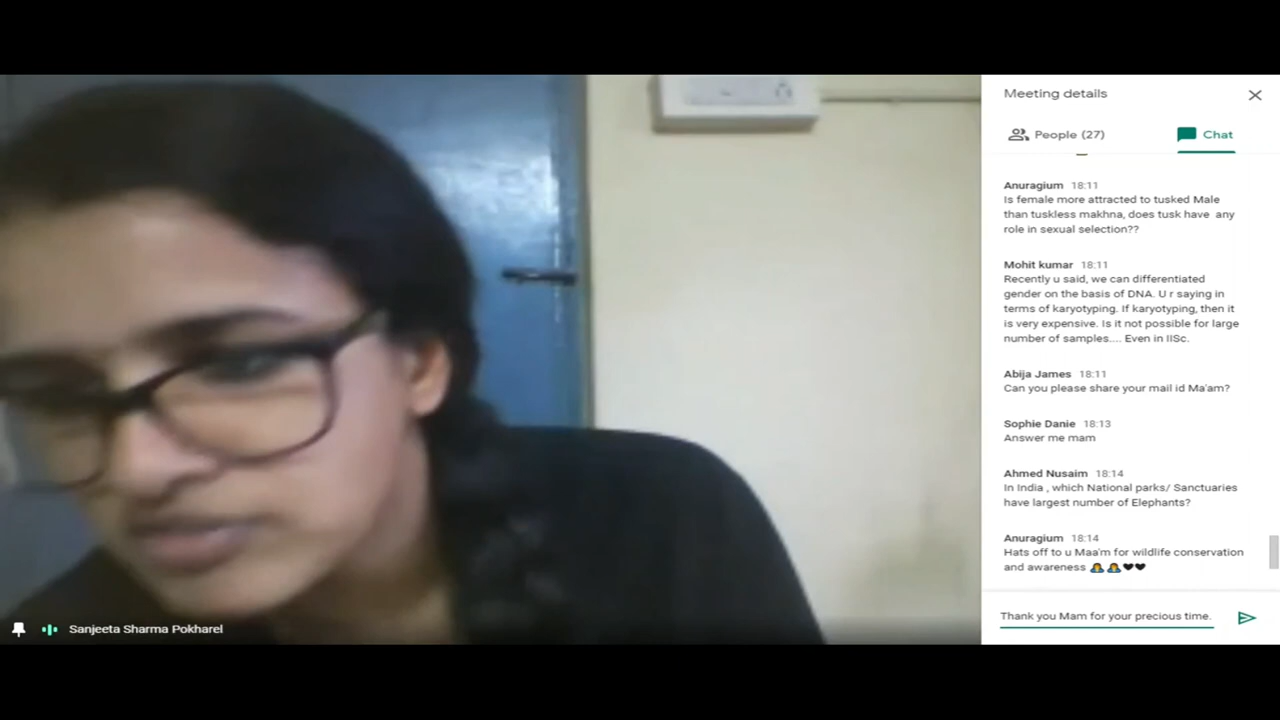 Meeting details
People (27)
Chat
Anuragium 18:11
Is female more attracted to tusked Male
than tuskless makhna, does tusk have any
role in sexual selection??
Mohit kumar 18:11
Recently u said, we can differentiated
gender on the basis of DNA. U r saying in
terms of karyotyping. If karyotyping, then it
is very expensive. Is it not possible for large
number of samples.... Even in IISc.
Abija James 18:11
Can you please share your mail id Ma'am?
Sophie Danie 18:13
Answer me mam
Ahmed Nusaim 18:14
In India , which National parks/ Sanctuaries
have largest number of Elephants?
Anuragium 18:14
Hats off to u Maa'm for wildlife conservation
and awareness 🙇🙇🖤🖤
Thank you Mam for your precious time.
Sanjeeta Sharma Pokharel